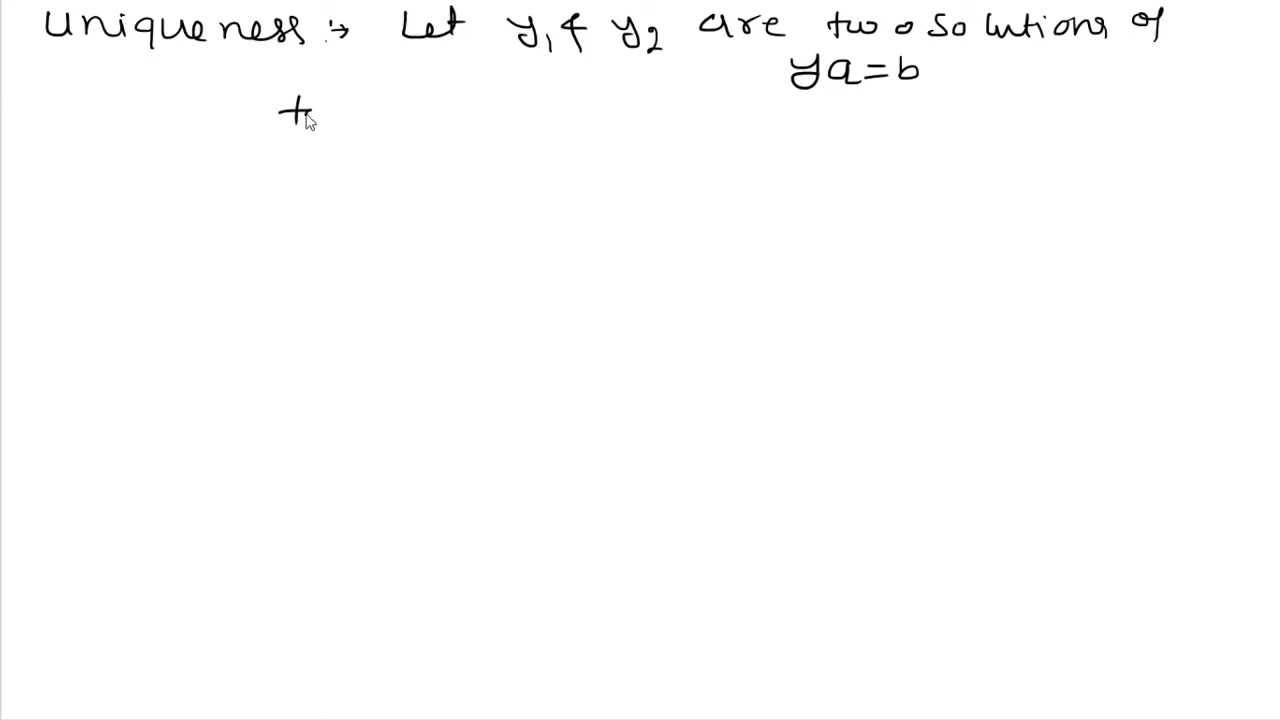 Uniqueness :→ Let y₁ & y₂ are two solutions of
ya=b
t